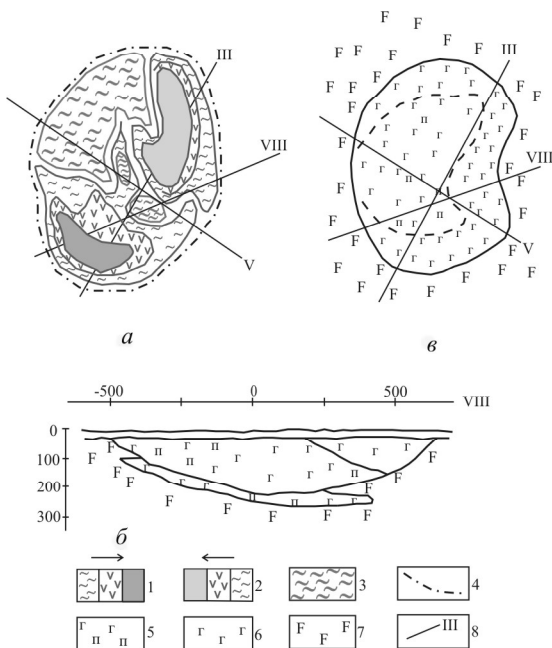 III
VIII
V
а
F F F
F F F F
III
F F F F
г г г г
п
VIII
F
V
F F F F F
в
-500 0 500 VIII
0
100
200
300
F F F г п г п г г г п г F F
б
1
2
3
4
5
6
7
8
г г п п
г г г
F F F
III